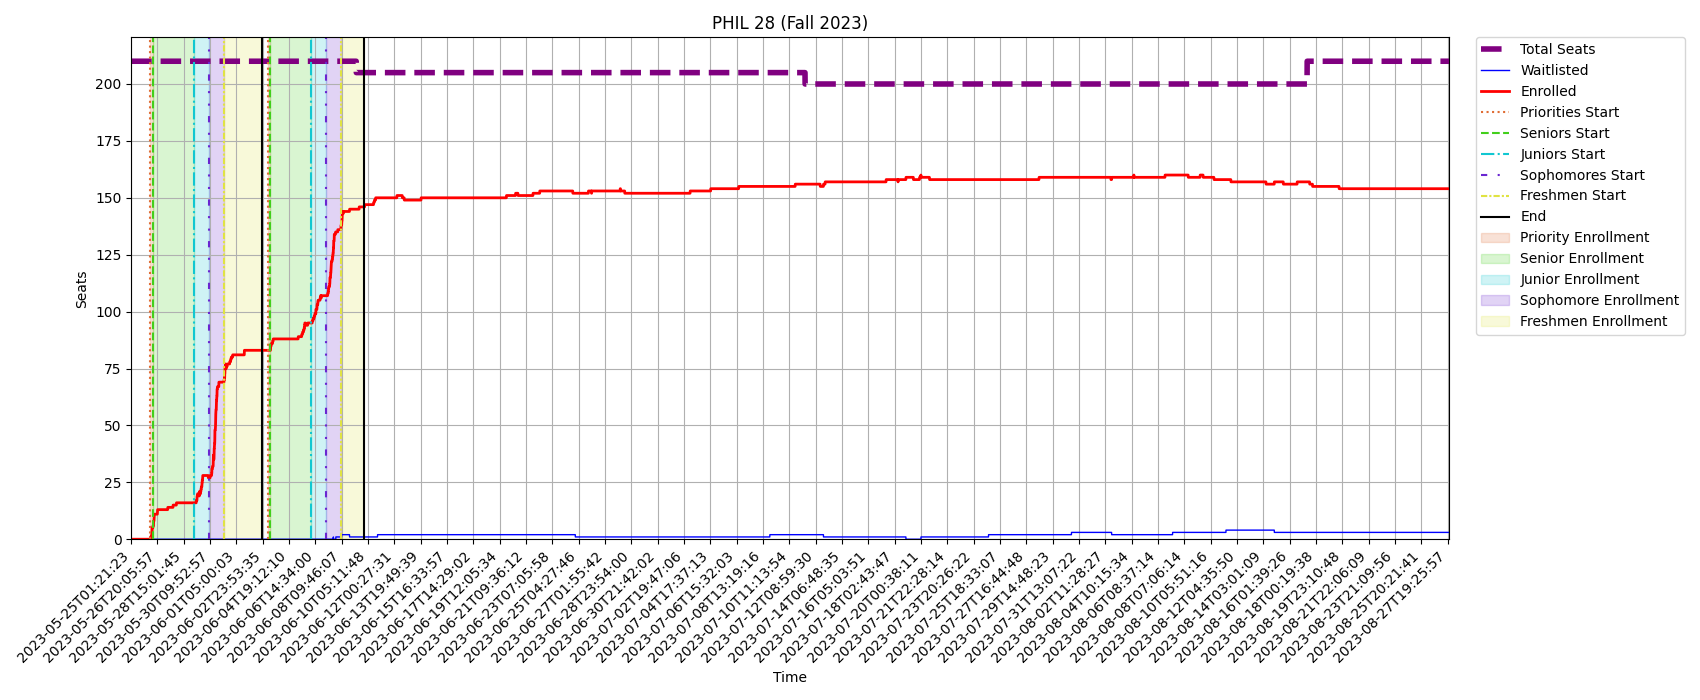 PHIL 28 (Fall 2023)
Seats
200
175
150
125
100
75
50
25
0
2023-05-25T01:21:23
2023-05-26T20:05:57
2023-05-28T15:01:45
2023-05-30T09:52:57
2023-06-01T05:00:03
2023-06-02T23:53:35
2023-06-04T19:12:10
2023-06-06T14:34:00
2023-06-08T09:46:07
2023-06-10T05:11:48
2023-06-12T00:27:31
2023-06-13T19:49:39
2023-06-15T16:33:57
2023-06-17T14:29:02
2023-06-19T12:05:34
2023-06-21T09:36:12
2023-06-23T07:05:58
2023-06-25T04:27:46
2023-06-27T01:55:42
2023-06-28T23:54:00
2023-06-30T21:42:02
2023-07-02T19:47:06
2023-07-04T17:37:13
2023-07-06T15:32:03
2023-07-08T13:19:16
2023-07-10T11:13:54
2023-07-12T08:59:30
2023-07-14T06:48:35
2023-07-16T05:03:51
2023-07-18T02:43:47
2023-07-20T00:38:11
2023-07-21T22:28:14
2023-07-23T20:26:22
2023-07-25T18:33:07
2023-07-27T16:44:48
2023-07-29T14:48:23
2023-07-31T13:07:22
2023-08-02T11:28:27
2023-08-04T10:15:34
2023-08-06T08:37:14
2023-08-08T07:06:14
2023-08-10T05:51:16
2023-08-12T04:35:50
2023-08-14T03:01:09
2023-08-16T01:39:26
2023-08-18T00:19:38
2023-08-19T23:10:48
2023-08-21T22:06:09
2023-08-23T21:09:56
2023-08-25T20:21:41
2023-08-27T19:25:57
Time
Total Seats
Waitlisted
Enrolled
Priorities Start
Seniors Start
Juniors Start
Sophomores Start
Freshmen Start
End
Priority Enrollment
Senior Enrollment
Junior Enrollment
Sophomore Enrollment
Freshmen Enrollment